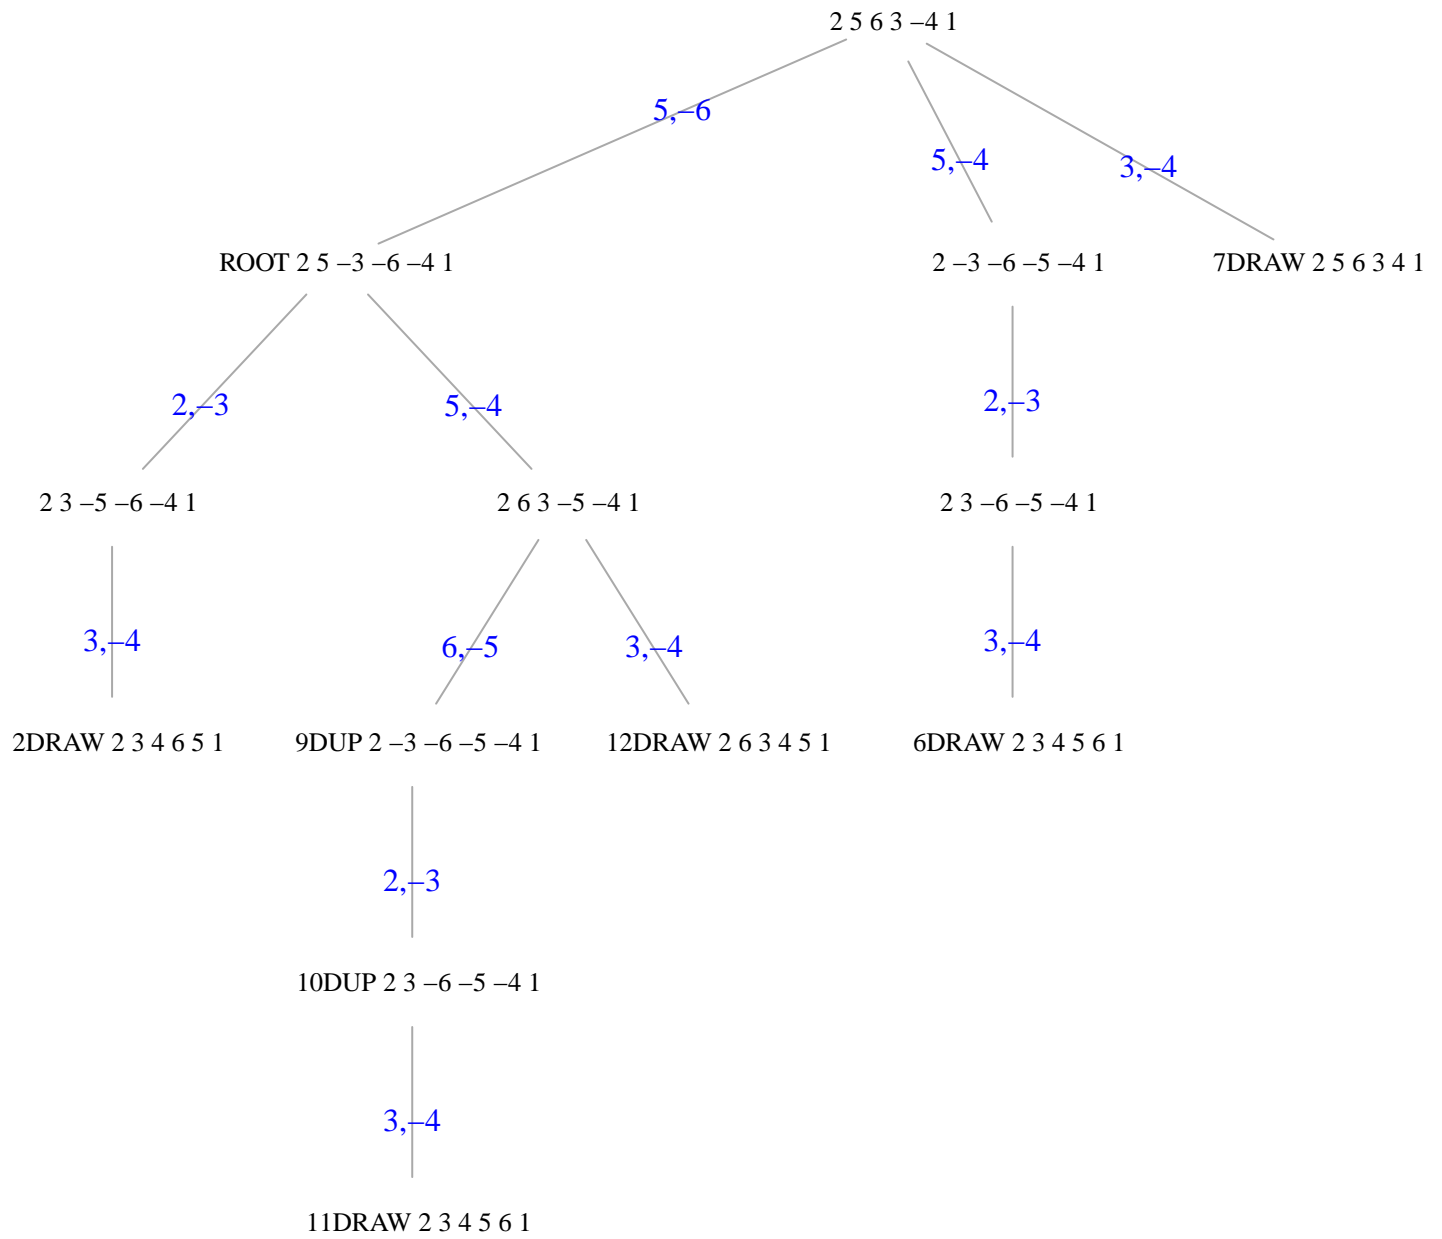 2 5 6 3 –4 1
5,–6
5,–4
3,–4
ROOT 2 5 –3 –6 –4 1
2 –3 –6 –5 –4 1
7DRAW 2 5 6 3 4 1
2,–3
5,–4
2,–3
2 3 –5 –6 –4 1
2 6 3 –5 –4 1
2 3 –6 –5 –4 1
3,–4
6,–5
3,–4
3,–4
2DRAW 2 3 4 6 5 1
9DUP 2 –3 –6 –5 –4 1
12DRAW 2 6 3 4 5 1
6DRAW 2 3 4 5 6 1
2,–3
10DUP 2 3 –6 –5 –4 1
3,–4
11DRAW 2 3 4 5 6 1